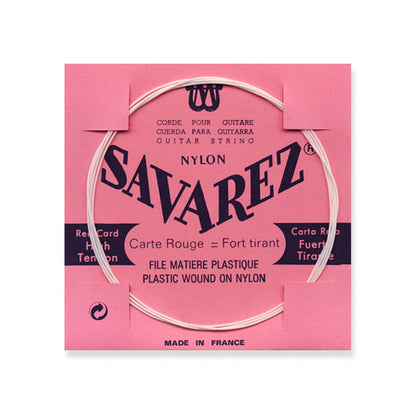 CORDE POUR GUITARE
CUERDA PARA GUITARRA
GUITAR STRING
NYLON
SAVAREZ®
Red Card
High
Tension
Carte Rouge = Fort tirant
Carta Roja
Fuerte
Tirante
FILE MATIERE PLASTIQUE
PLASTIC WOUND ON NYLON
MADE IN FRANCE